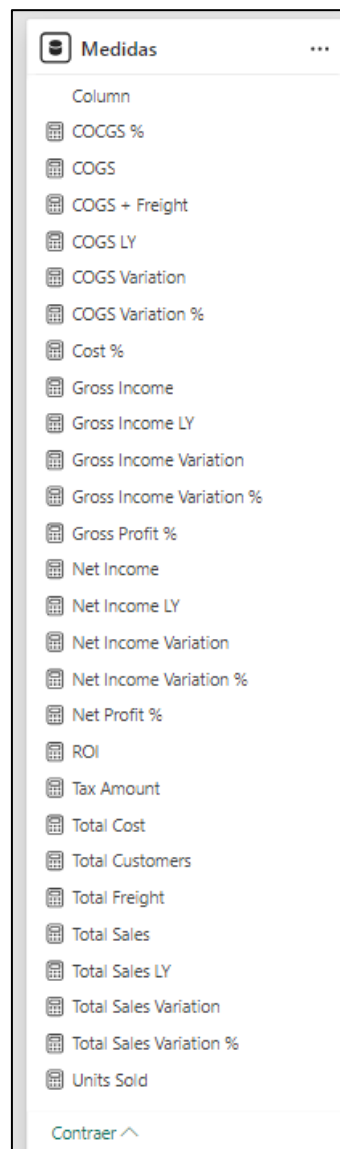 Medidas
Column
COCGS %
COGS
COGS + Freight
COGS LY
COGS Variation
COGS Variation %
Cost %
Gross Income
Gross Income LY
Gross Income Variation
Gross Income Variation %
Gross Profit %
Net Income
Net Income LY
Net Income Variation
Net Income Variation %
Net Profit %
ROI
Tax Amount
Total Cost
Total Customers
Total Freight
Total Sales
Total Sales LY
Total Sales Variation
Total Sales Variation %
Units Sold
Contraer